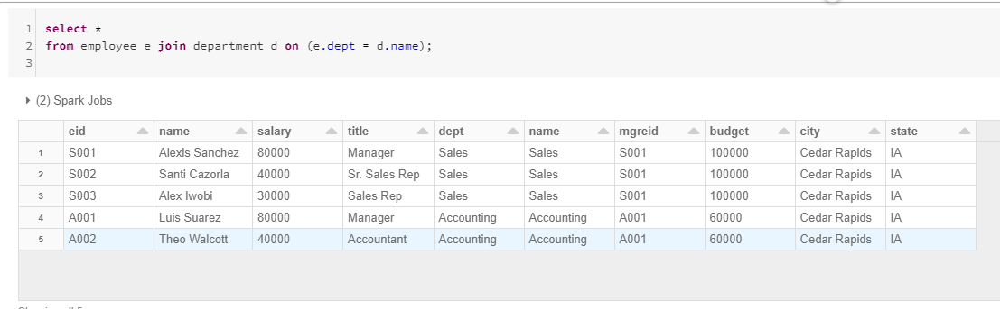 1 select *
2 from employee e join department d on (e.dept = d.name);
3
(2) Spark Jobs
eid name salary title dept name mgreid budget city state
1 S001 Alexis Sanchez 80000 Manager Sales Sales S001 100000 Cedar Rapids IA
2 S002 Santi Cazorla 40000 Sr. Sales Rep Sales Sales S001 100000 Cedar Rapids IA
3 S003 Alex Iwobi 30000 Sales Rep Sales Sales S001 100000 Cedar Rapids IA
4 A001 Luis Suarez 80000 Manager Accounting Accounting A001 60000 Cedar Rapids IA
5 A002 Theo Walcott 40000 Accountant Accounting Accounting A001 60000 Cedar Rapids IA